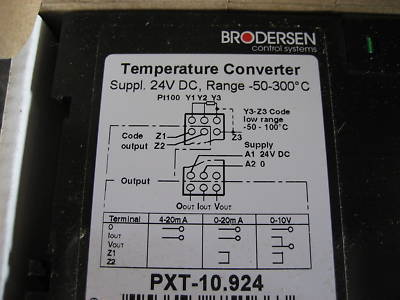 BRODERSEN
control systems
Temperature Converter
Suppl. 24V DC, Range -50-300°C
Pt100 Y1 Y2 Y3
Y3-Z3 Code
low range
-50 - 100°C
Code
output
Z1
Z2
Z3
Supply
A1 24V DC
A2 0
Output
OOUT IOUT VOUT
Terminal 4-20mA 0-20mA 0-10V
0
IOUT
VOUT
Z1
Z2
PXT-10.924